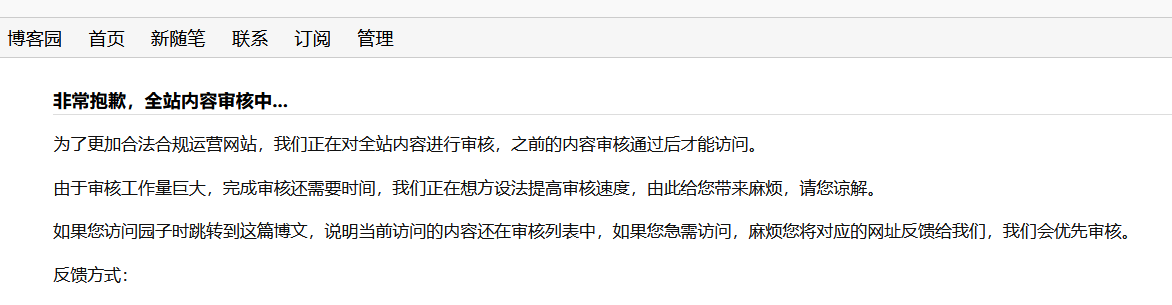 博客园 首页 新随笔 联系 订阅 管理
非常抱歉，全站内容审核中...
为了更加合法合规运营网站，我们正在对全站内容进行审核，之前的内容审核通过后才能访问。
由于审核工作量巨大，完成审核还需要时间，我们正在想方设法提高审核速度，由此给您带来麻烦，请您谅解。
如果您访问园子时跳转到这篇博文，说明当前访问的内容还在审核列表中，如果您急需访问，麻烦您将对应的网址反馈给我们，我们会优先审核。
反馈方式：